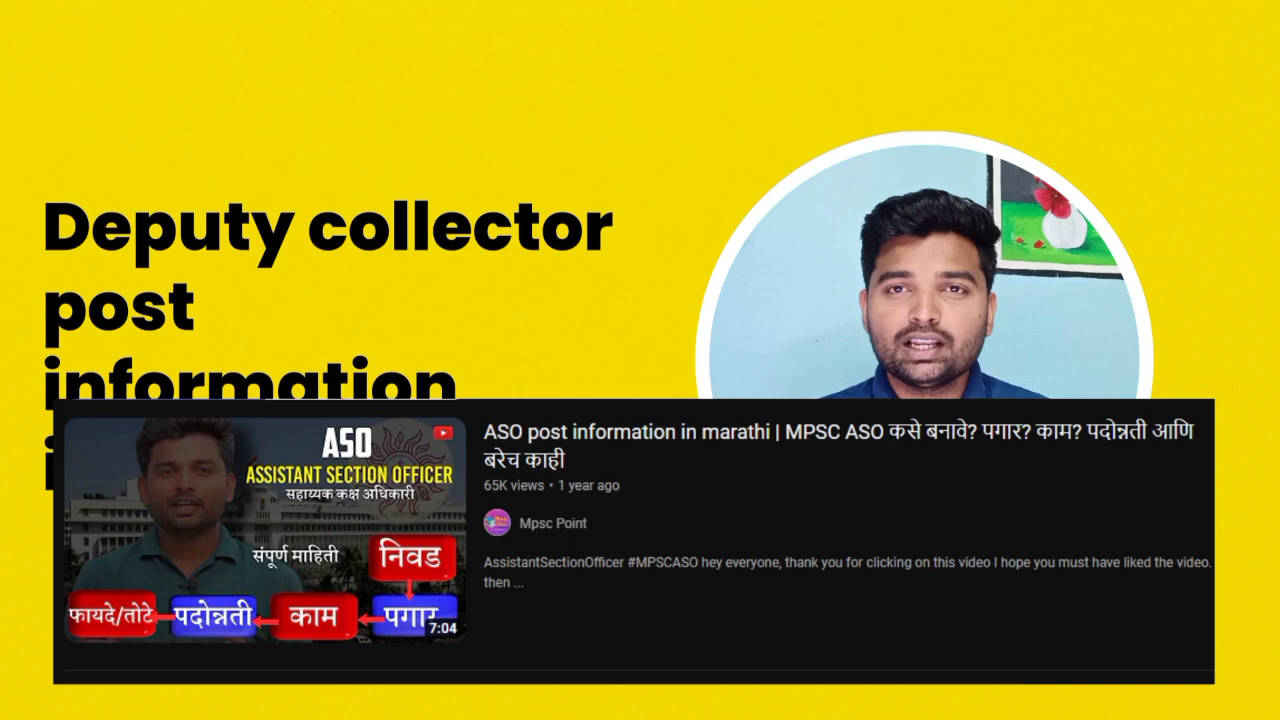 Deputy collector
post
information
ASO
ASSISTANT SECTION OFFICER
सहाय्यक कक्ष अधिकारी
संपूर्ण माहिती
निवड
फायदे/तोटे
पदोन्नती
काम
पगार
7:04
ASO post information in marathi | MPSC ASO कसे बनावे? पगार? काम? पदोन्नती आणि
बरेच काही
65K views • 1 year ago
Mpsc Point
AssistantSectionOfficer #MPSCASO hey everyone, thank you for clicking on this video I hope you must have liked the video.
then ...